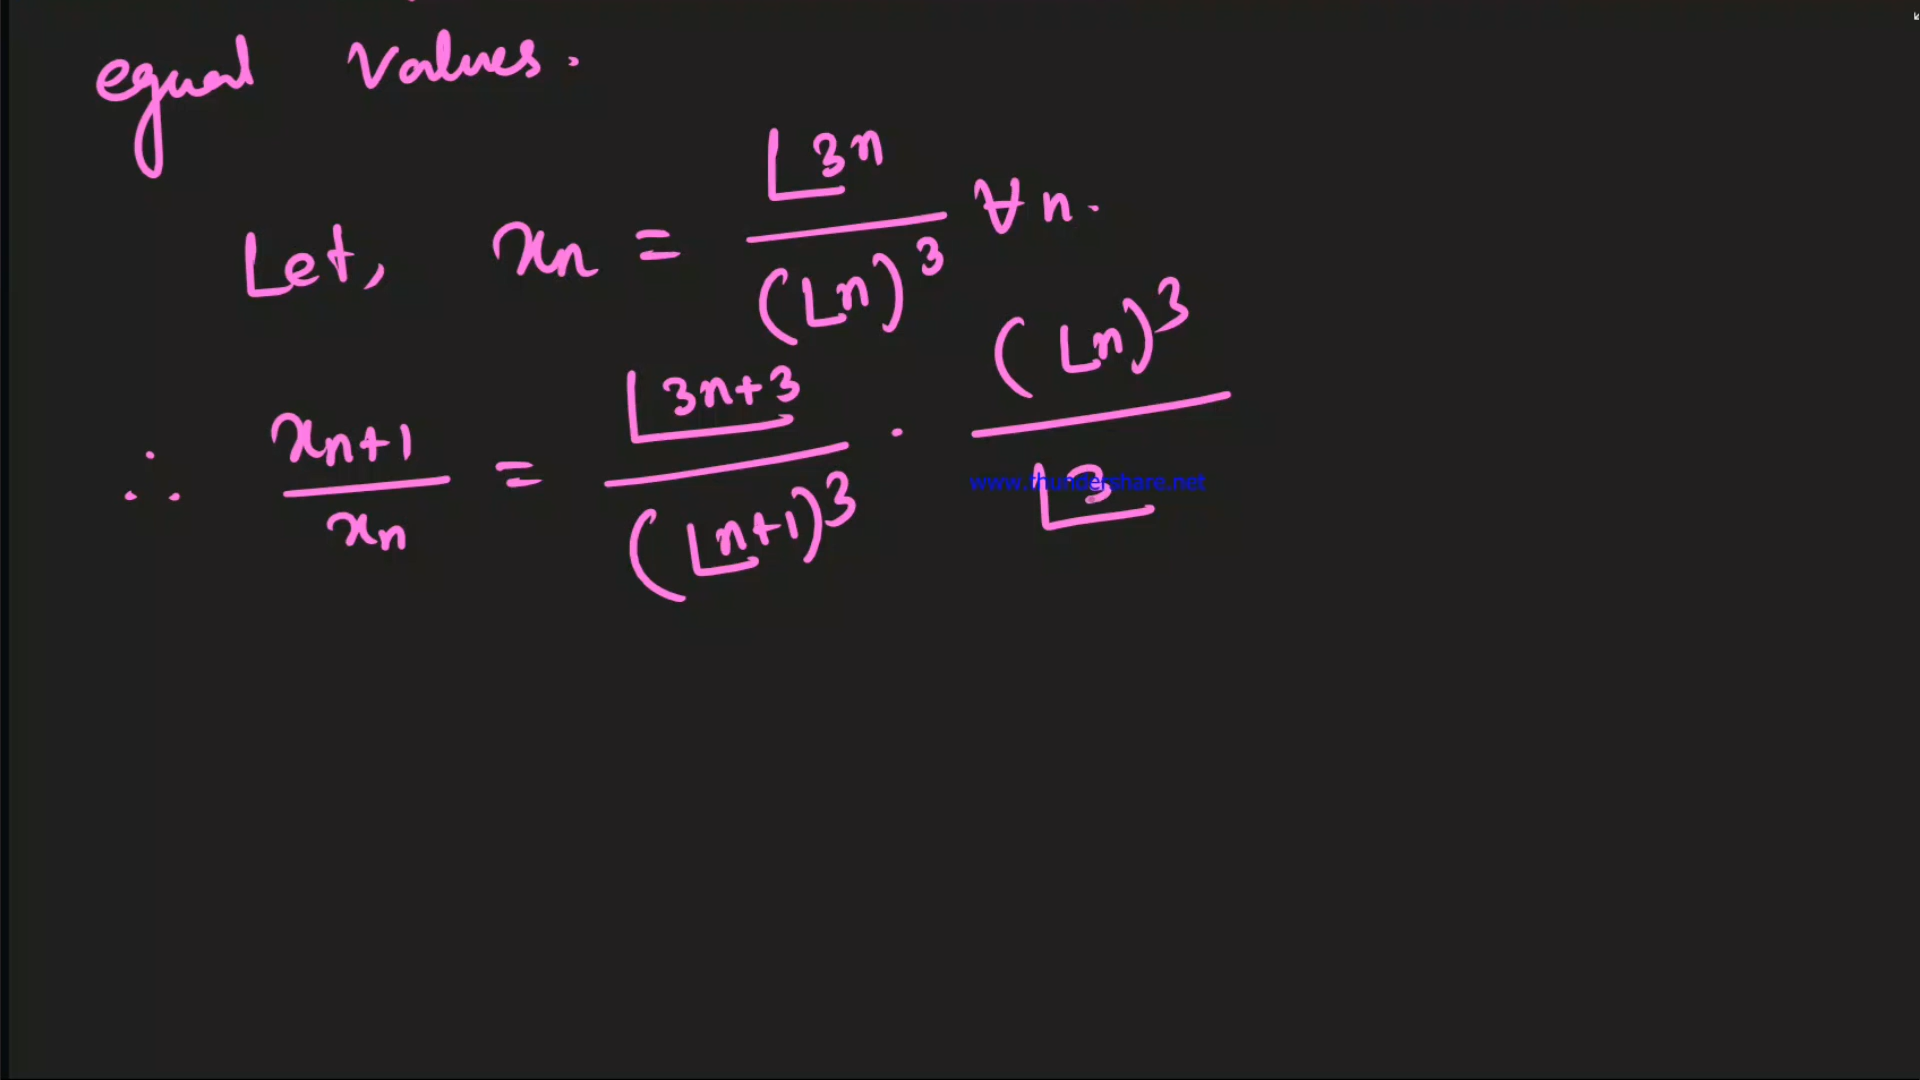 equal values.
Let, xn = ⌊3n / (⌊n)^3 ∀n.
∴ xn+1 / xn = ⌊3n+3 / (⌊n+1)^3 · (⌊n)^3 / ⌊3
www.thundershare.net